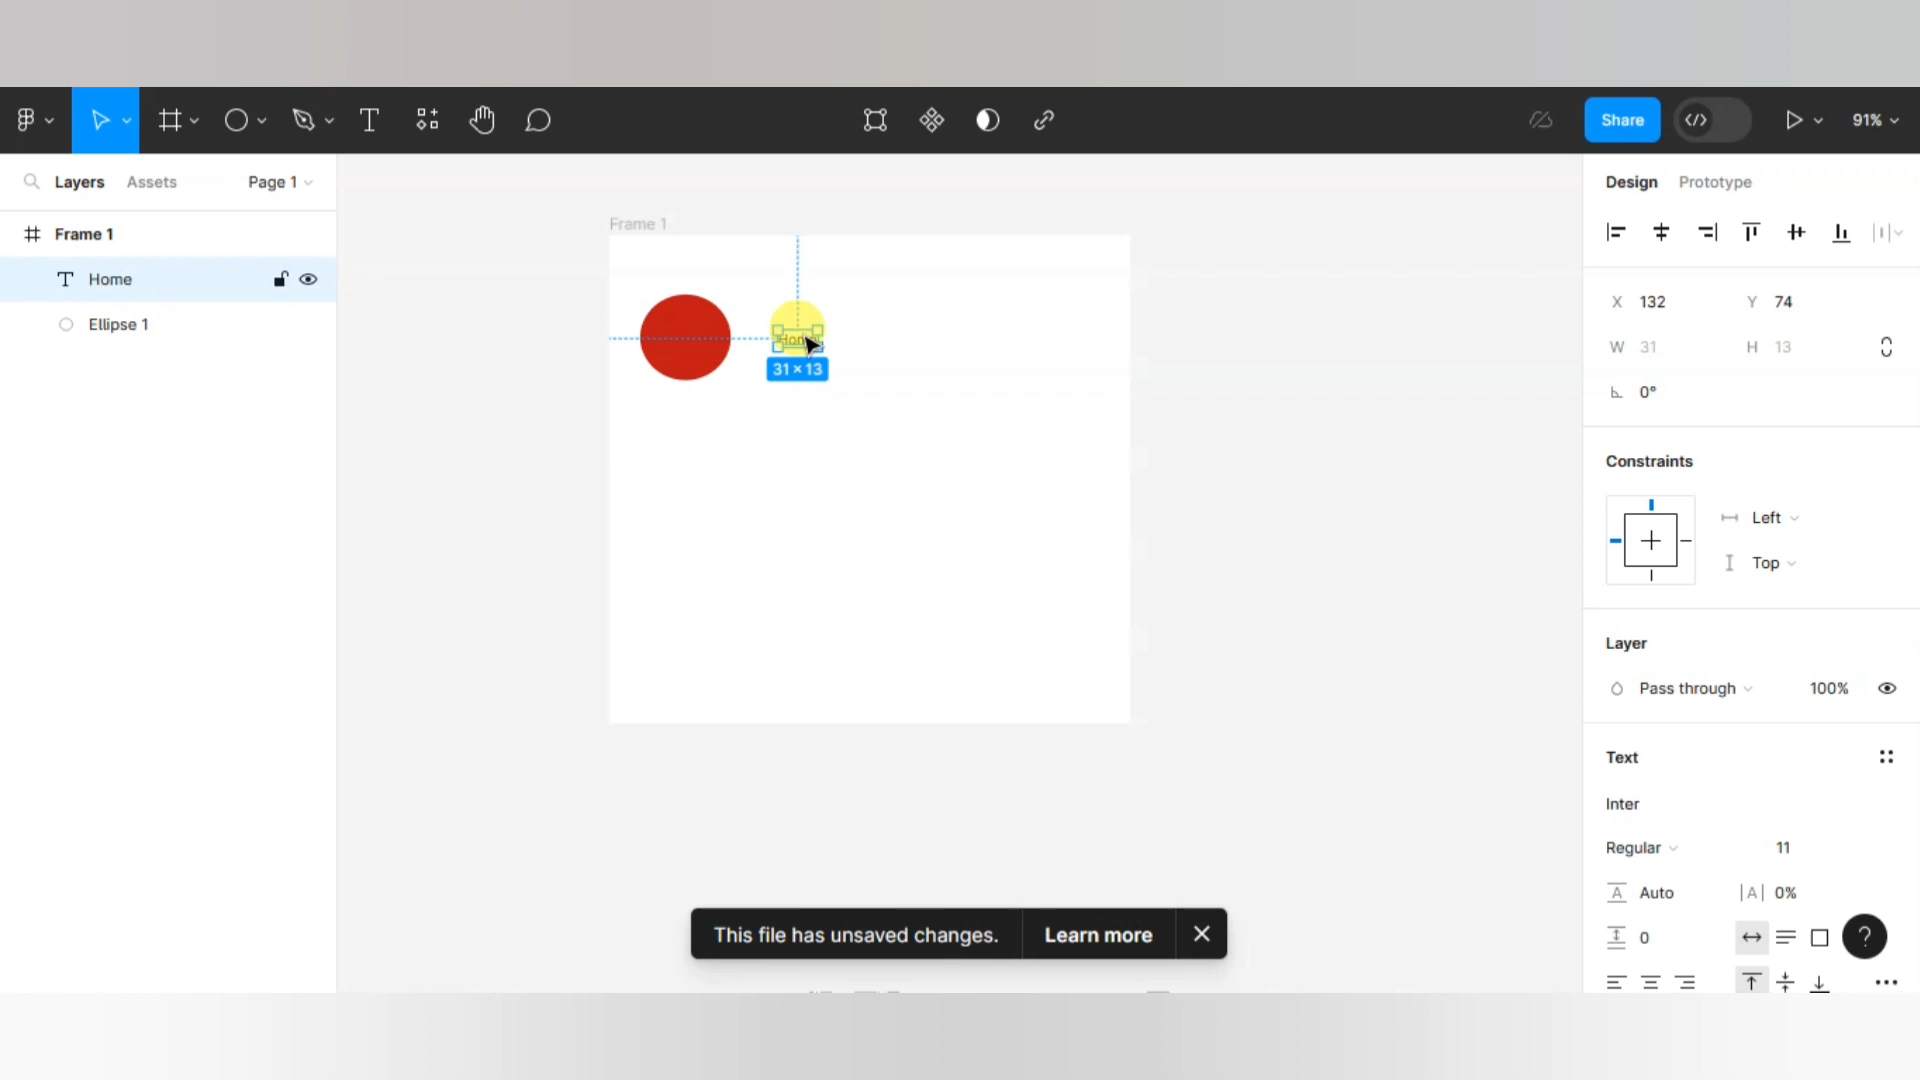 Share
91%
Layers Assets Page 1
Design Prototype
Frame 1
Frame 1
Home
Ellipse 1
Home
31 × 13
X 132 Y 74
W 31 H 13
0°
Constraints
Left
Top
Layer
Pass through 100%
Text
Inter
Regular 11
Auto 0%
0
This file has unsaved changes. Learn more